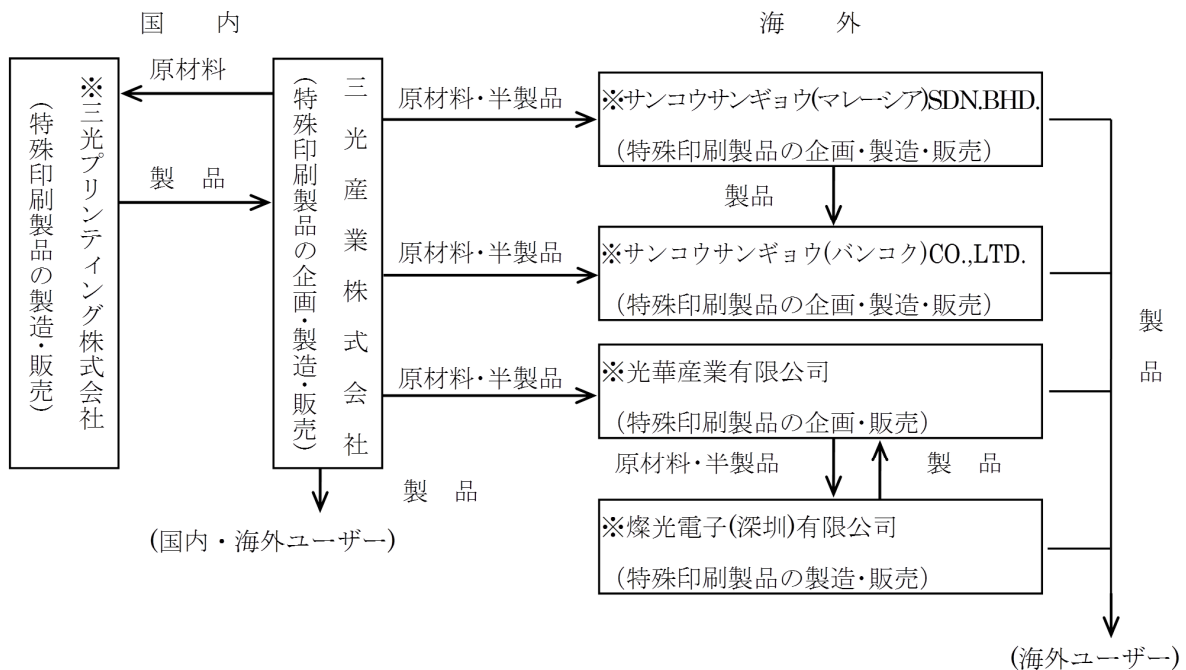 国 内
海 外
原材料
製 品
※三光プリンティング株式会社
(特殊印刷製品の製造・販売)
三光産業株式会社
(特殊印刷製品の企画・製造・販売)
原材料・半製品
※サンコウサンギョウ(マレーシア)SDN.BHD.
(特殊印刷製品の企画・製造・販売)
製品
原材料・半製品
※サンコウサンギョウ(バンコク)CO.,LTD.
(特殊印刷製品の企画・製造・販売)
原材料・半製品
※光華産業有限公司
(特殊印刷製品の企画・販売)
原材料・半製品
製 品
※燦光電子(深圳)有限公司
(特殊印刷製品の製造・販売)
製 品
(国内・海外ユーザー)
製品
(海外ユーザー)